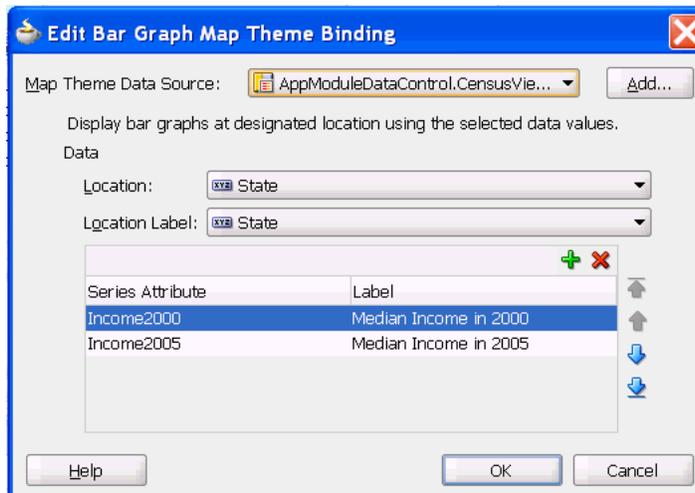 Edit Bar Graph Map Theme Binding
Map Theme Data Source: AppModuleDataControl.CensusVie... Add...
Display bar graphs at designated location using the selected data values.
Data
Location: XYZ State
Location Label: XYZ State
Series Attribute Label
Income2000 Median Income in 2000
Income2005 Median Income in 2005
Help OK Cancel